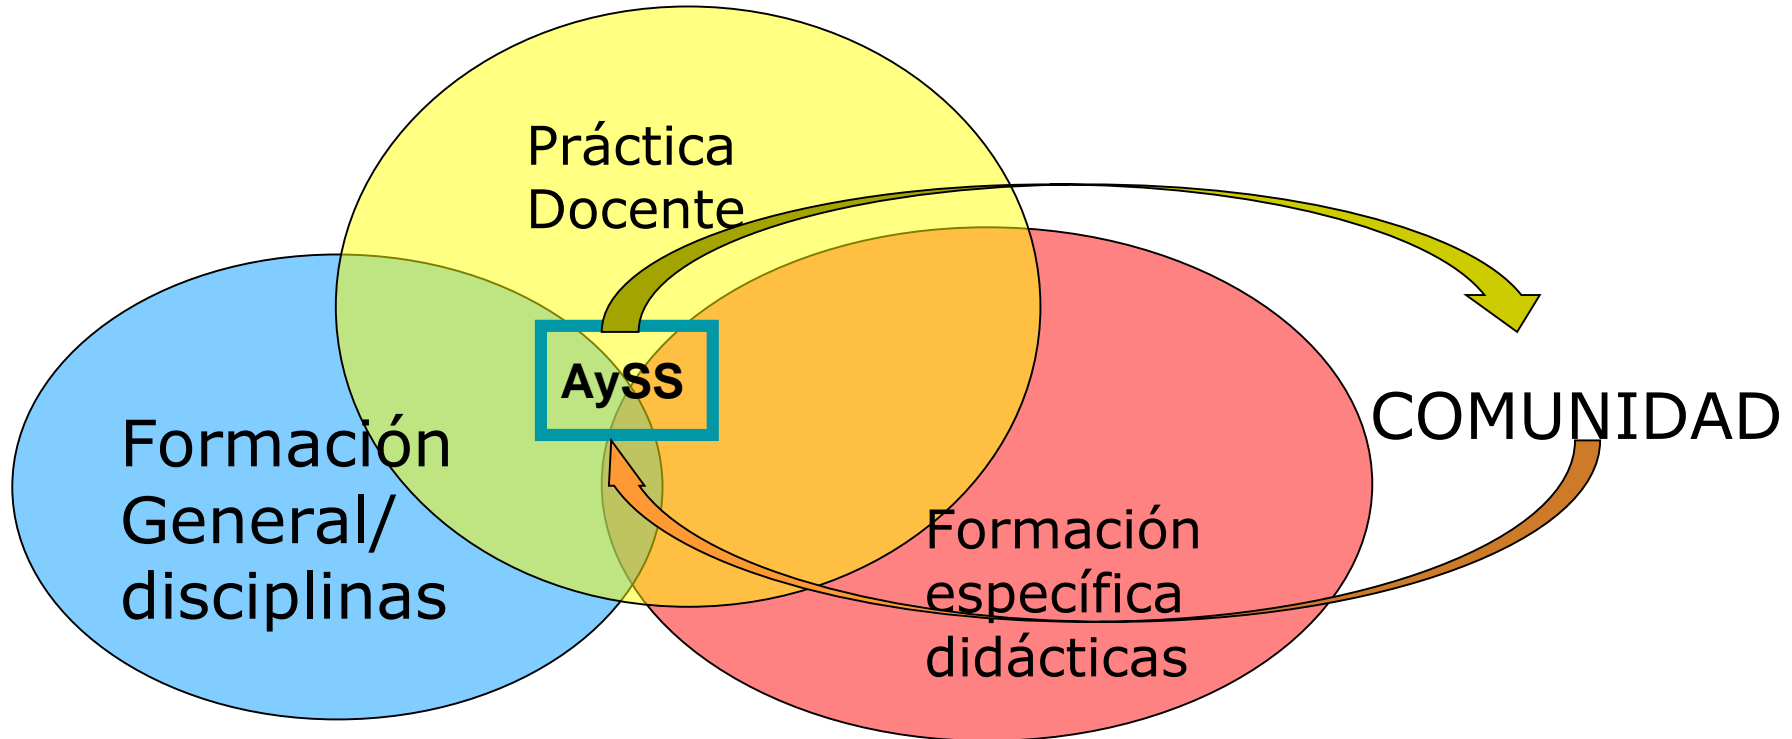 Práctica
Docente
AySS
COMUNIDAD
Formación
General/
disciplinas
Formación
específica
didácticas